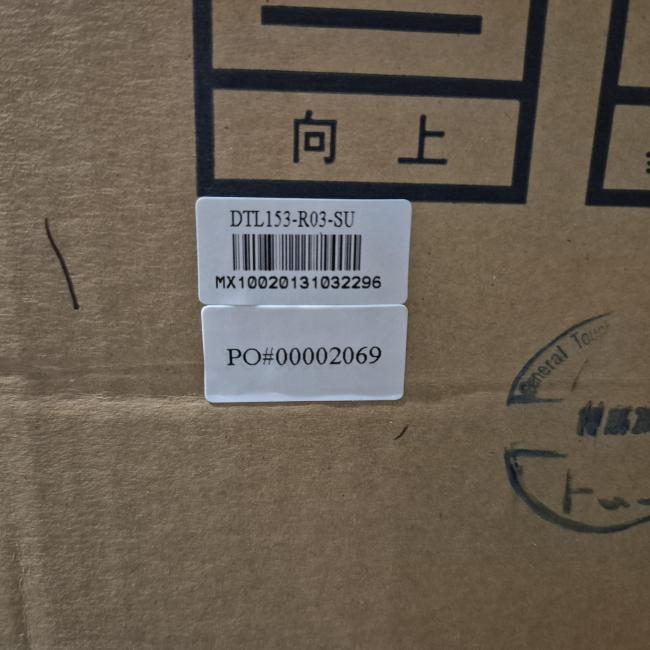 向上
DTL153-R03-SU
MX10020131032296
PO#00002069
General Touch